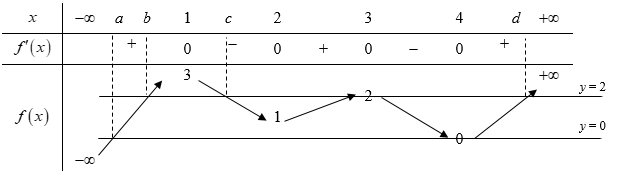 x −∞ a b 1 c 2 3 4 d +∞
f′(x) + 0 − 0 + 0 − 0 +
3 +∞
2 y = 2
f(x) 1
0 y = 0
−∞